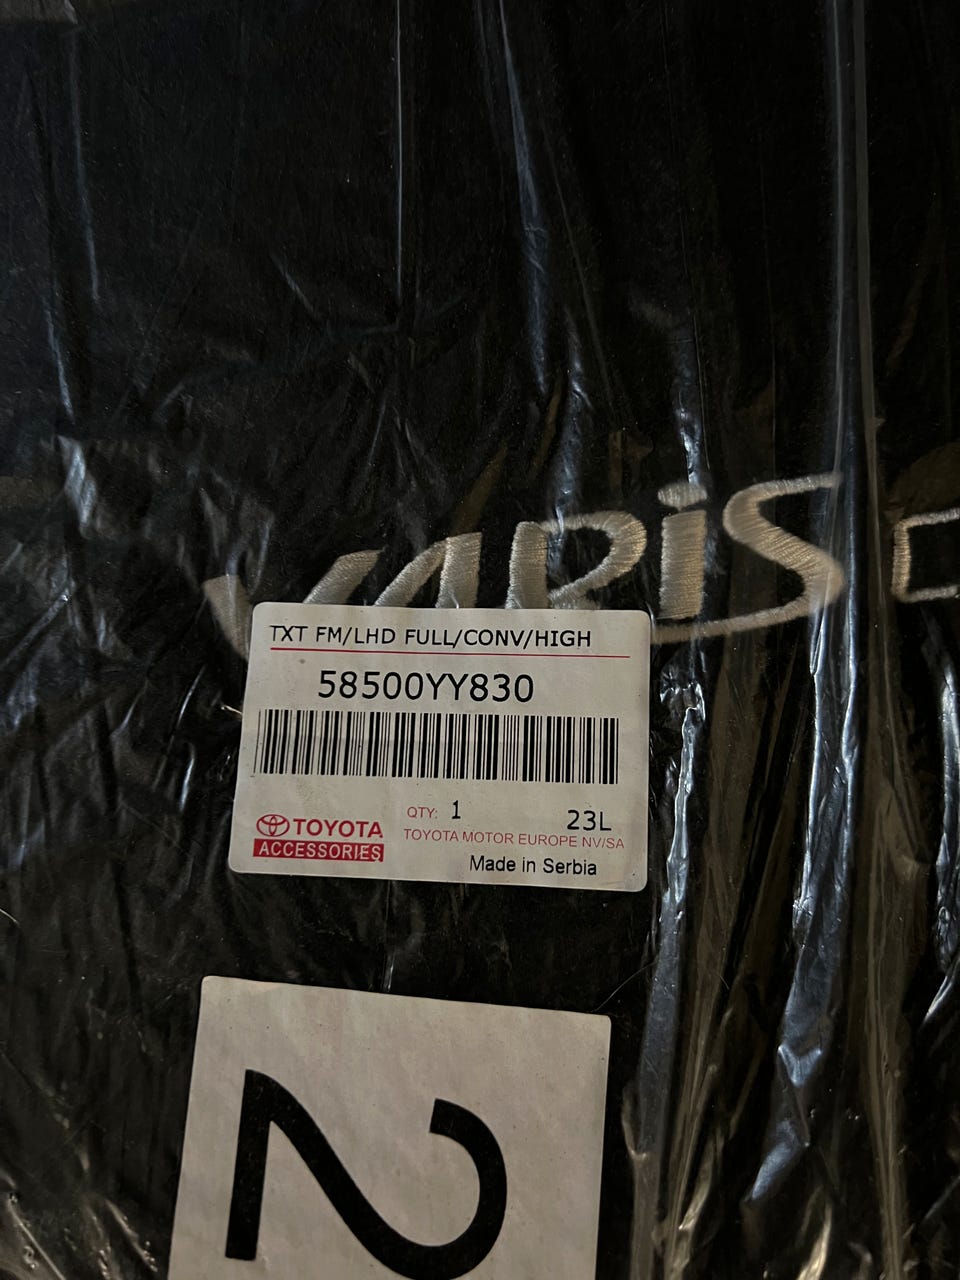 YARiS
TXT FM/LHD FULL/CONV/HIGH
58500YY830
QTY: 1
23L
TOYOTA
ACCESSORIES
TOYOTA MOTOR EUROPE NV/SA
Made in Serbia
2